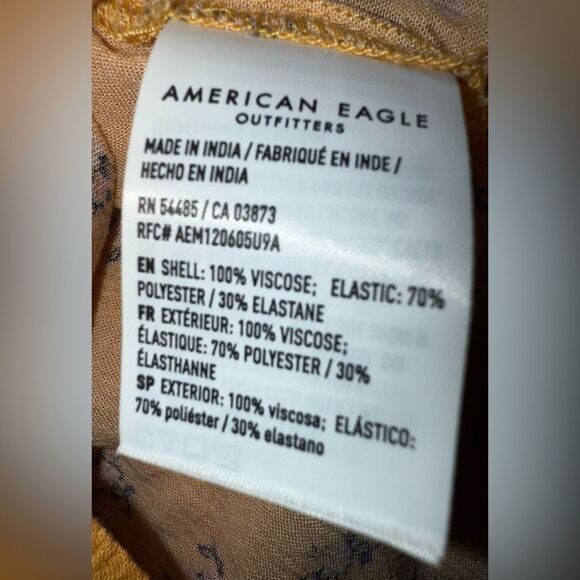 AMERICAN EAGLE
OUTFITTERS
MADE IN INDIA / FABRIQUÉ EN INDE /
HECHO EN INDIA
RN 54485 / CA 03873
RFC# AEM120605U9A
EN SHELL: 100% VISCOSE; ELASTIC: 70%
POLYESTER / 30% ELASTANE
FR EXTÉRIEUR: 100% VISCOSE;
ÉLASTIQUE: 70% POLYESTER / 30%
ÉLASTHANNE
SP EXTERIOR: 100% viscosa; ELÁSTICO:
70% poliéster / 30% elastano